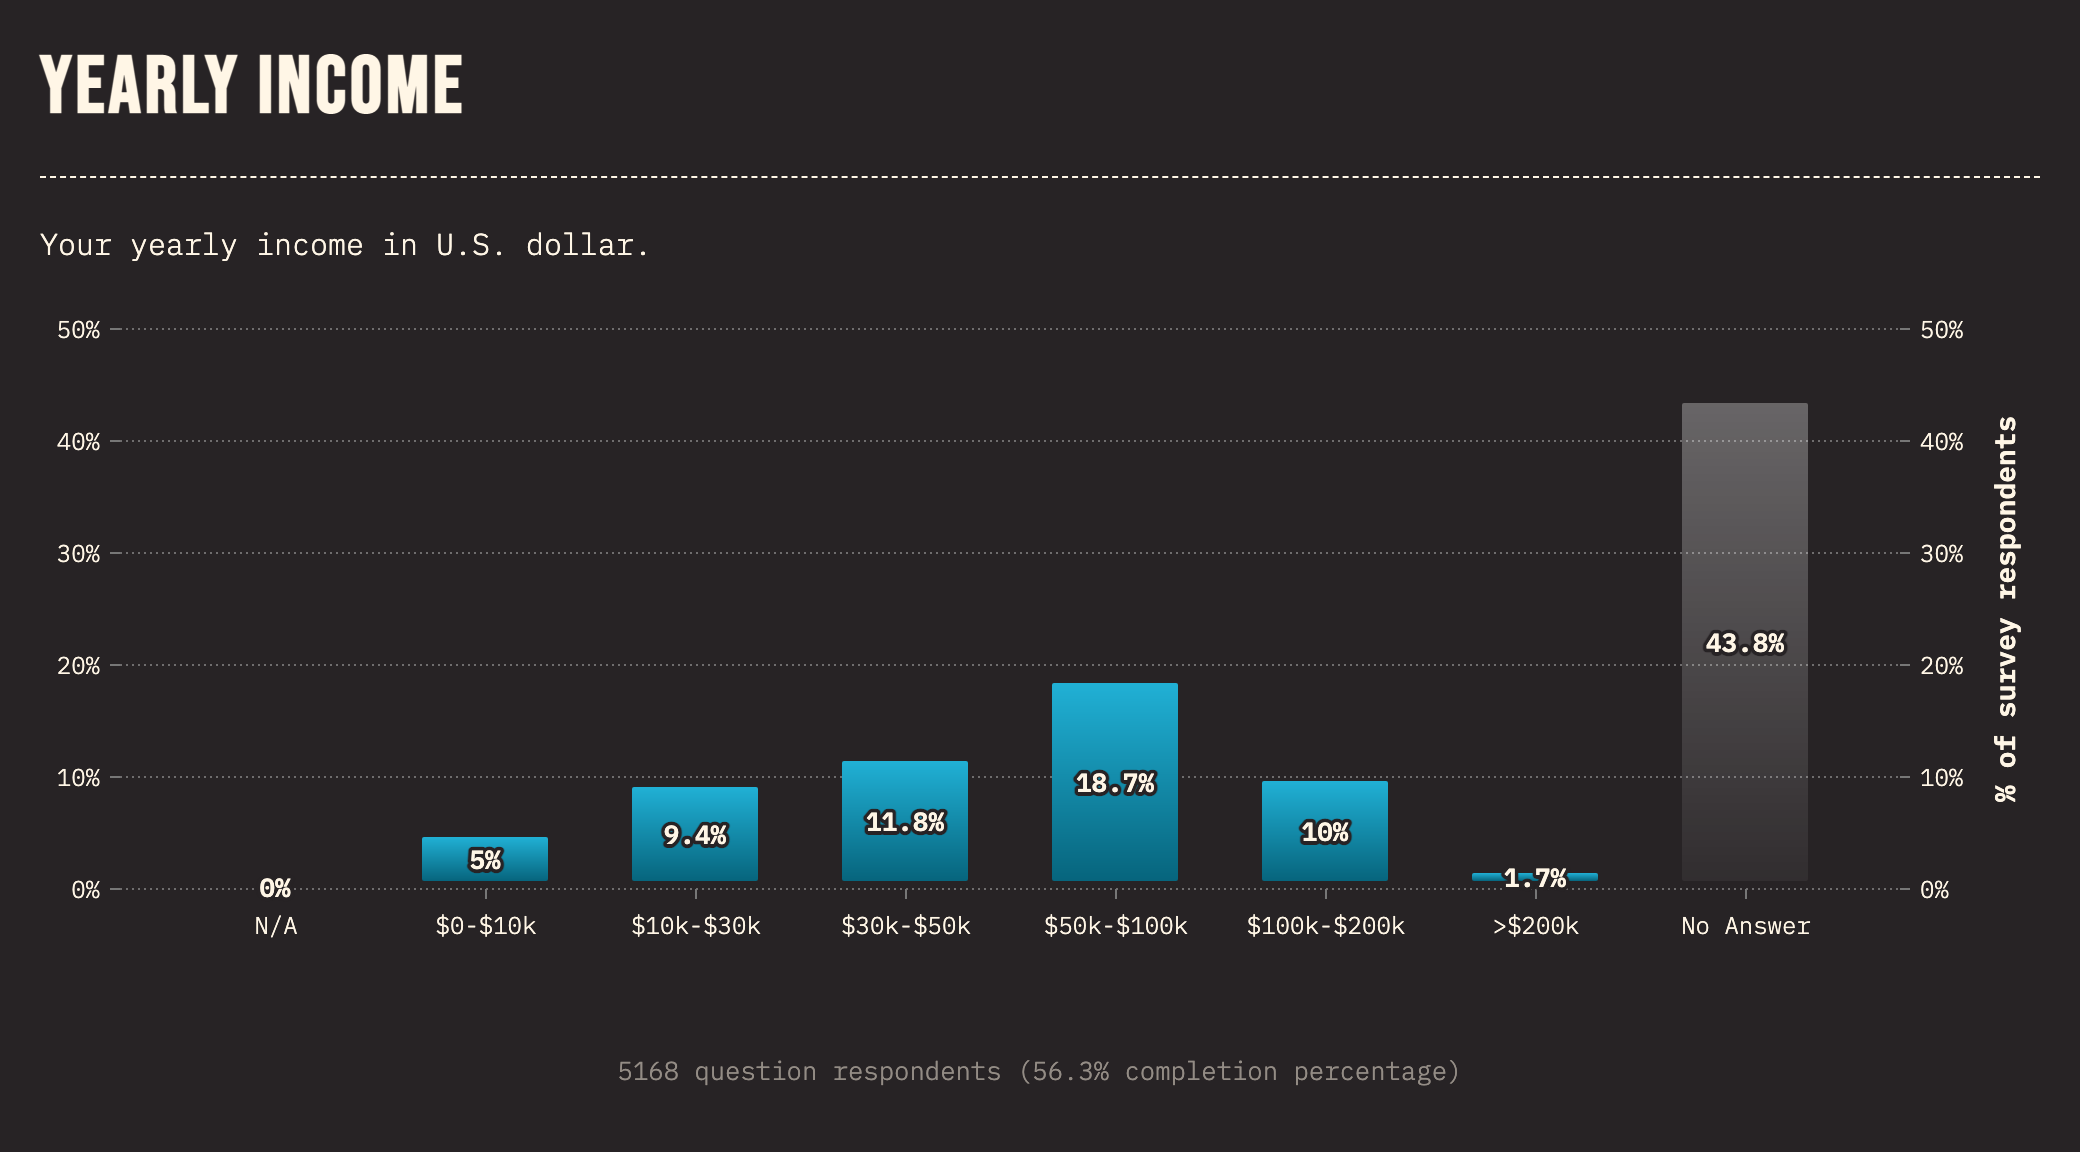 YEARLY INCOME
Your yearly income in U.S. dollar.
50% 50%
40% 40%
30% 30%
20% 20%
10% 10%
0% 0%
% of survey respondents
0% 5% 9.4% 11.8% 18.7% 10% 1.7% 43.8%
N/A $0-$10k $10k-$30k $30k-$50k $50k-$100k $100k-$200k >$200k No Answer
5168 question respondents (56.3% completion percentage)